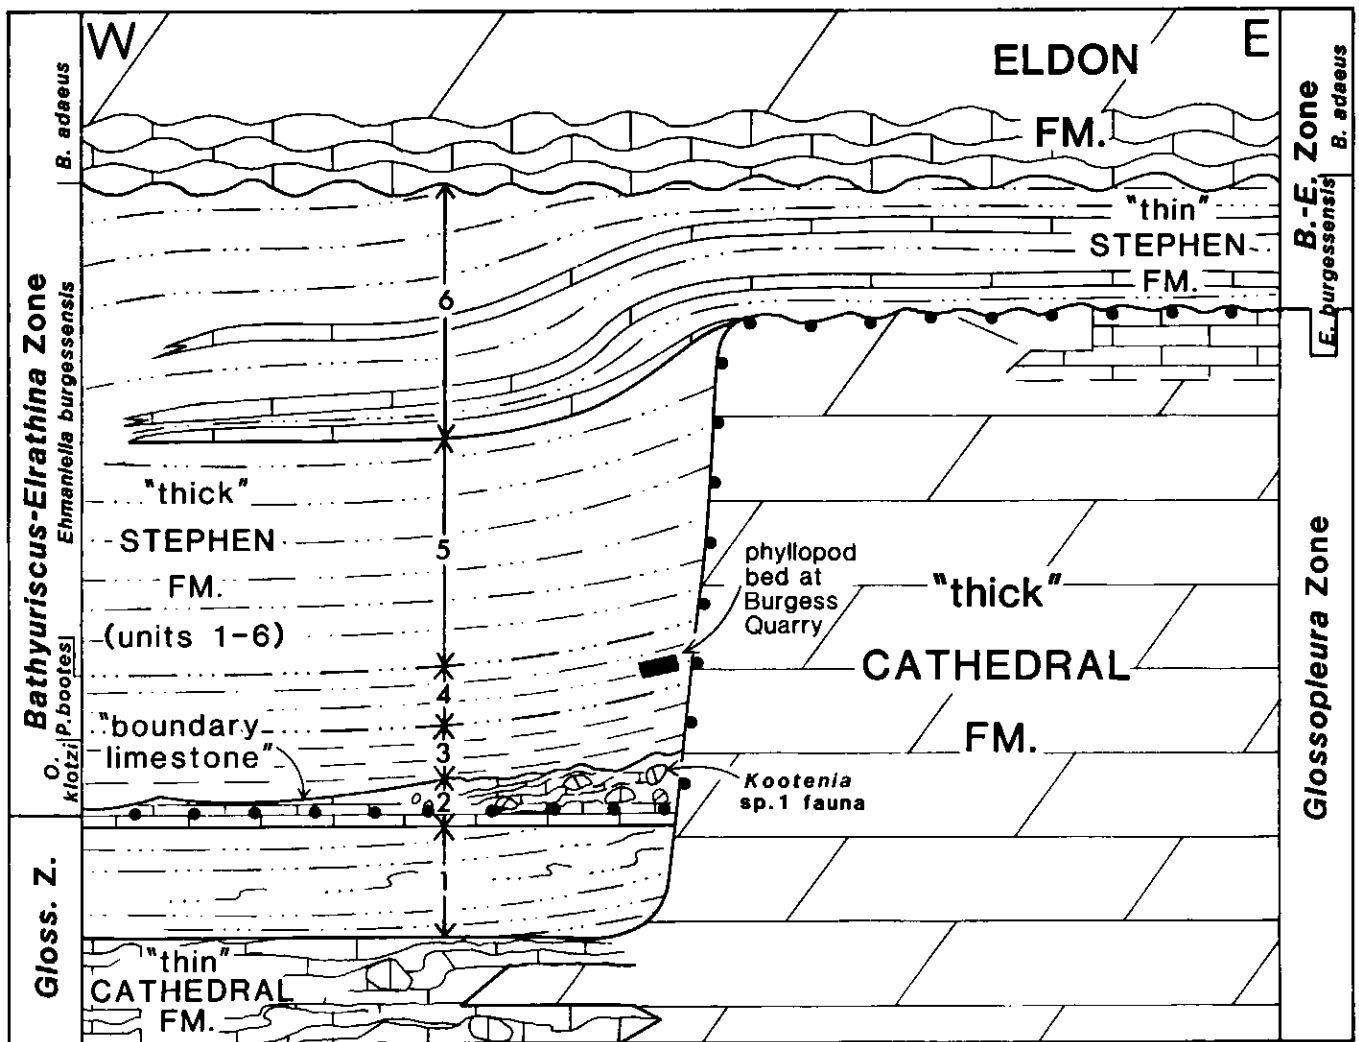 W
E
ELDON
FM.
"thin"
STEPHEN
FM.
6
"thick"
STEPHEN
FM.
(units 1-6)
5
phyllopod
bed at
Burgess
Quarry
"thick"
CATHEDRAL
FM.
4
"boundary
limestone"
3
Kootenia
sp.1 fauna
2
1
"thin"
CATHEDRAL
FM.
B. adaeus
Bathyuriscus-Elrathina Zone
Ehmaniella burgessensis
P. bootes
O.
klotzi
Gloss. Z.
B.-E. Zone
B. adaeus
E. burgessensis
Glossopleura Zone